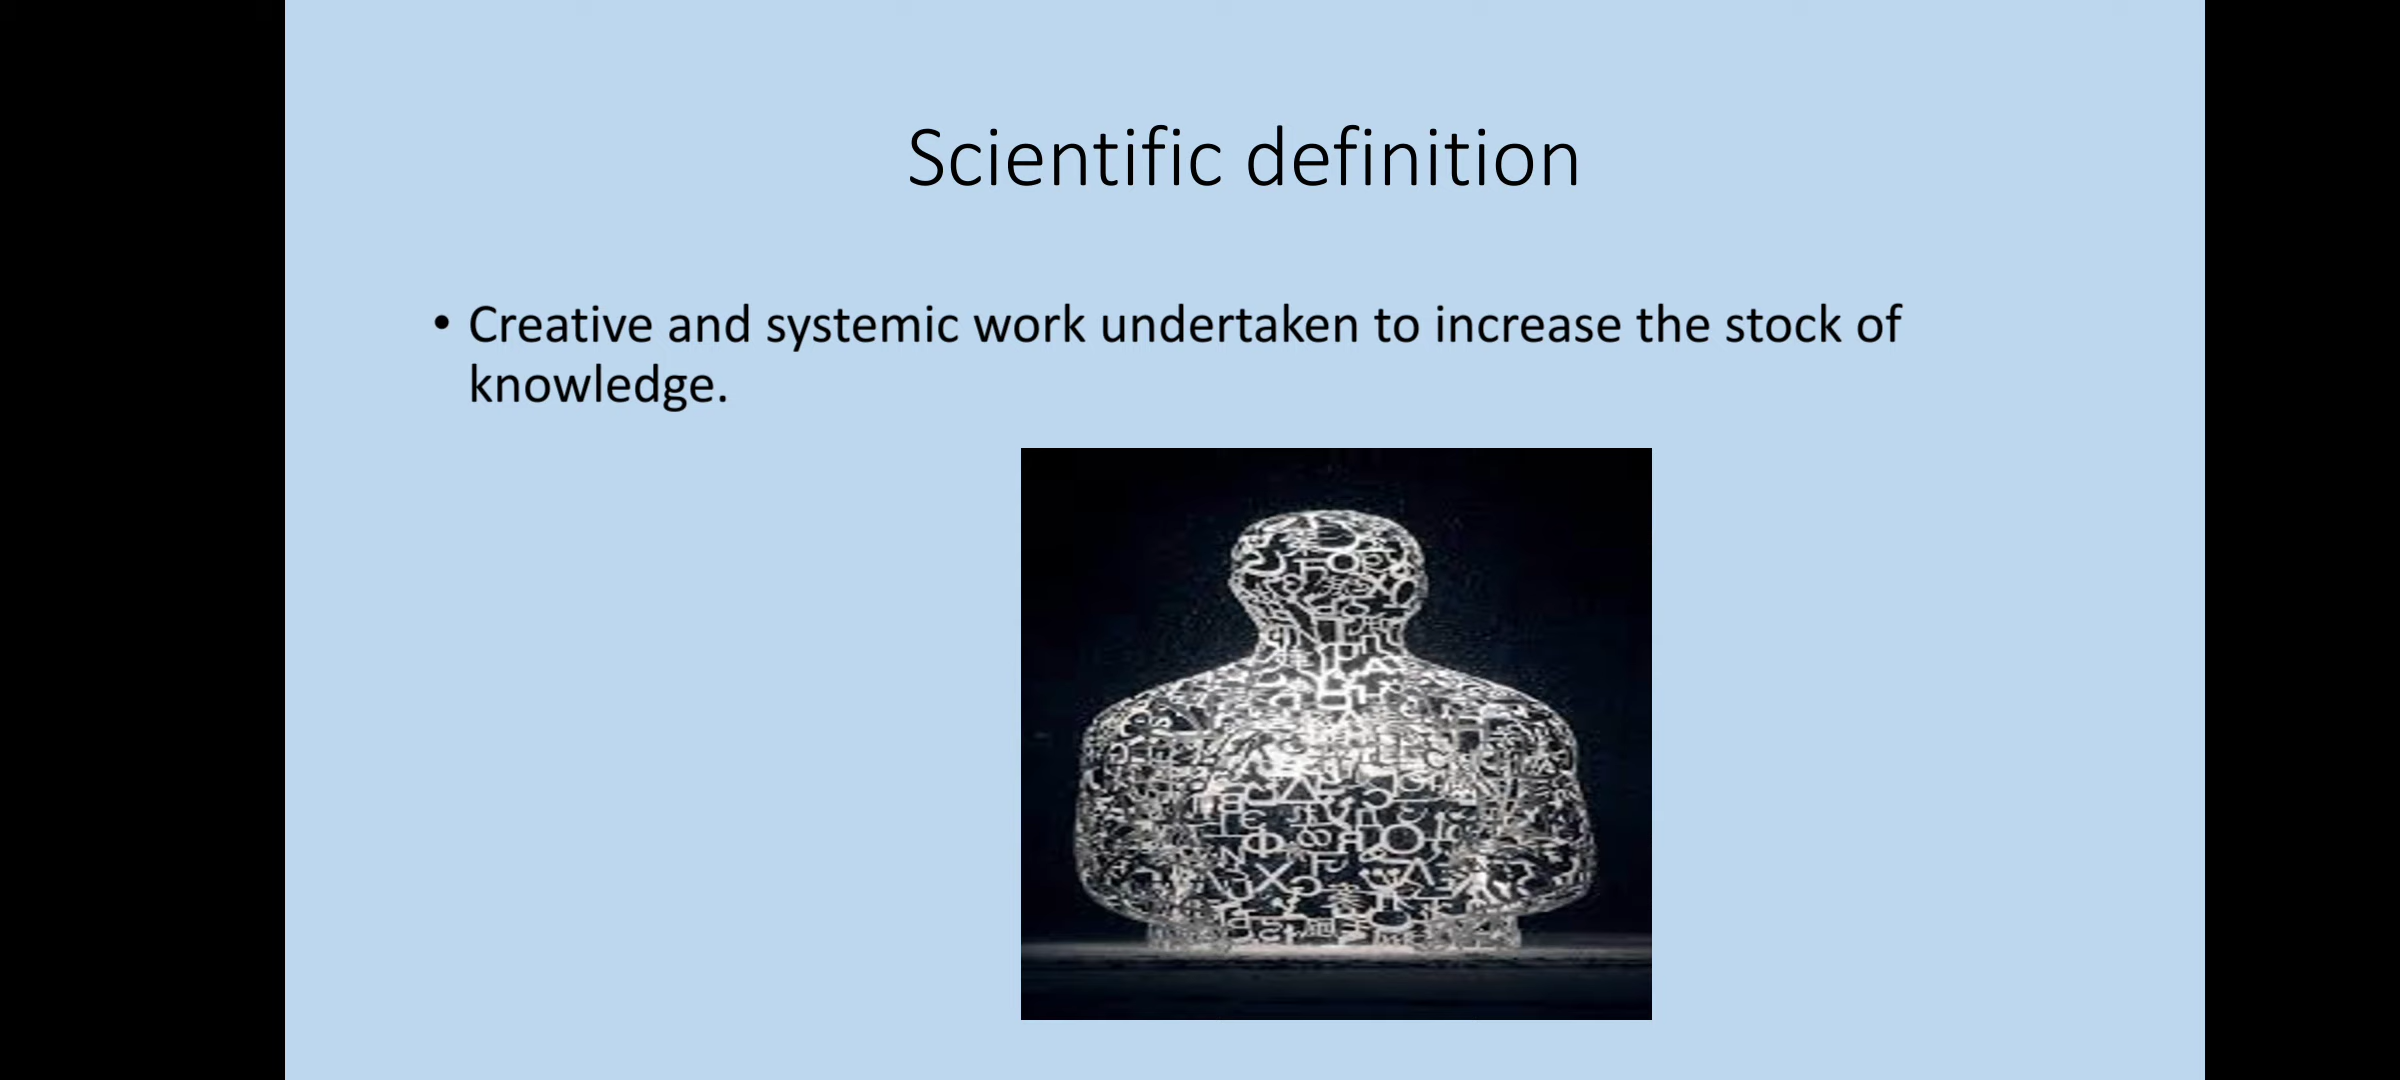 Scientific definition
• Creative and systemic work undertaken to increase the stock of
knowledge.